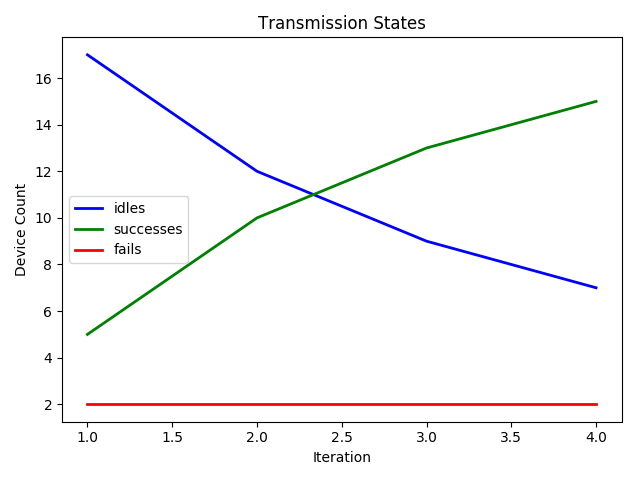 Transmission States
Device Count
16
14
12
10
8
6
4
2
idles
successes
fails
1.0 1.5 2.0 2.5 3.0 3.5 4.0
Iteration